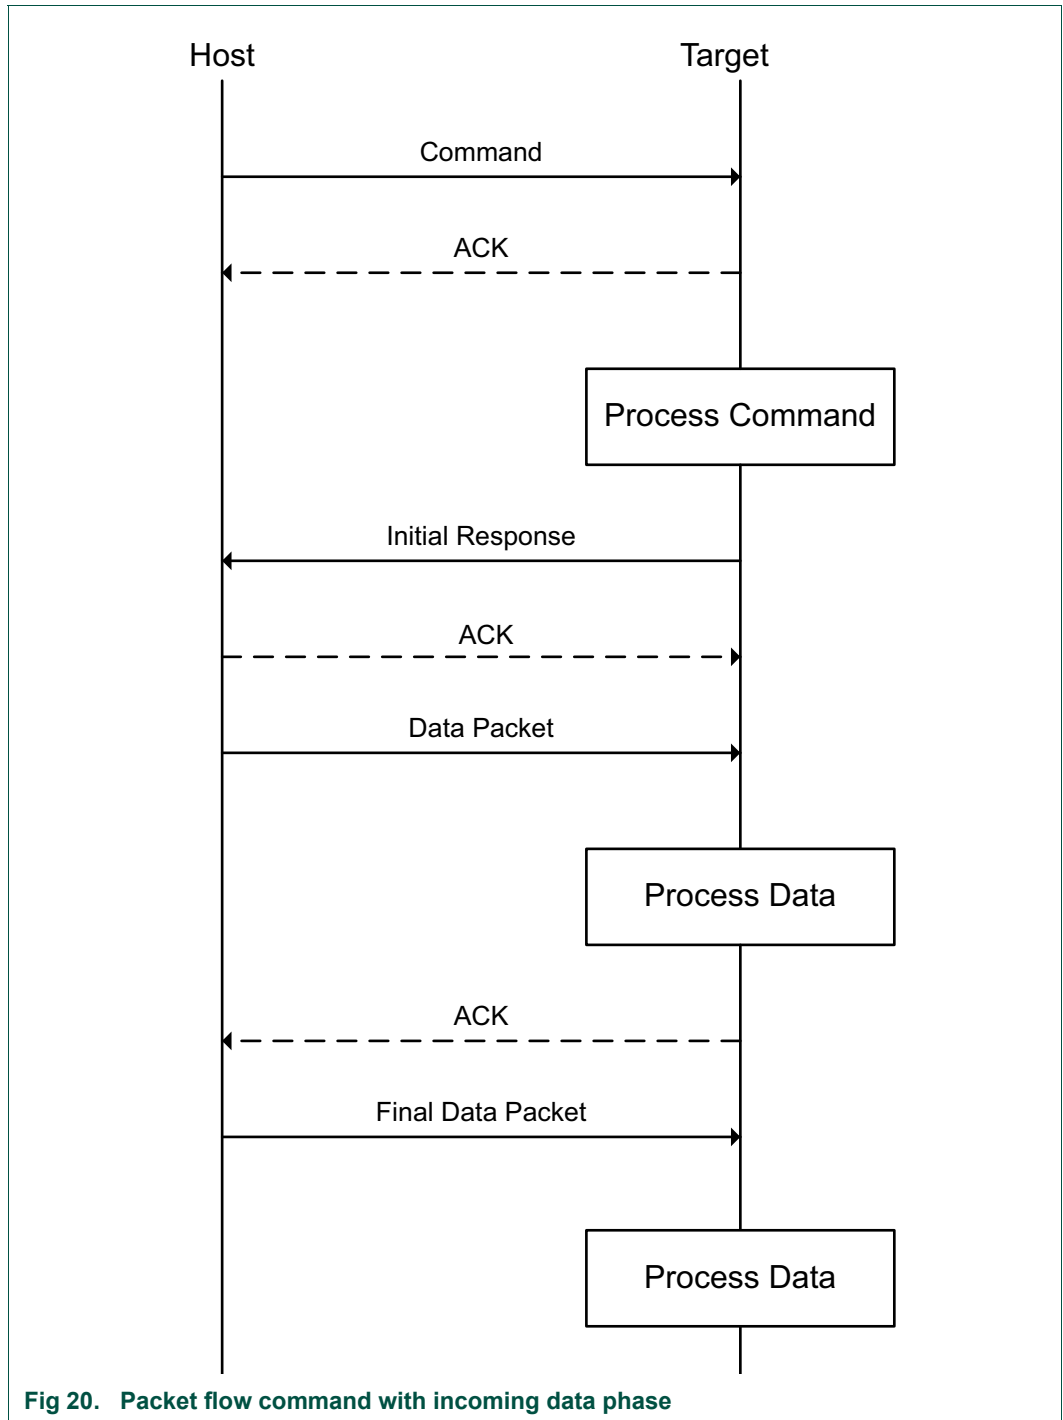 Host
Target
Command
ACK
Process Command
Initial Response
ACK
Data Packet
Process Data
ACK
Final Data Packet
Process Data
Fig 20. Packet flow command with incoming data phase